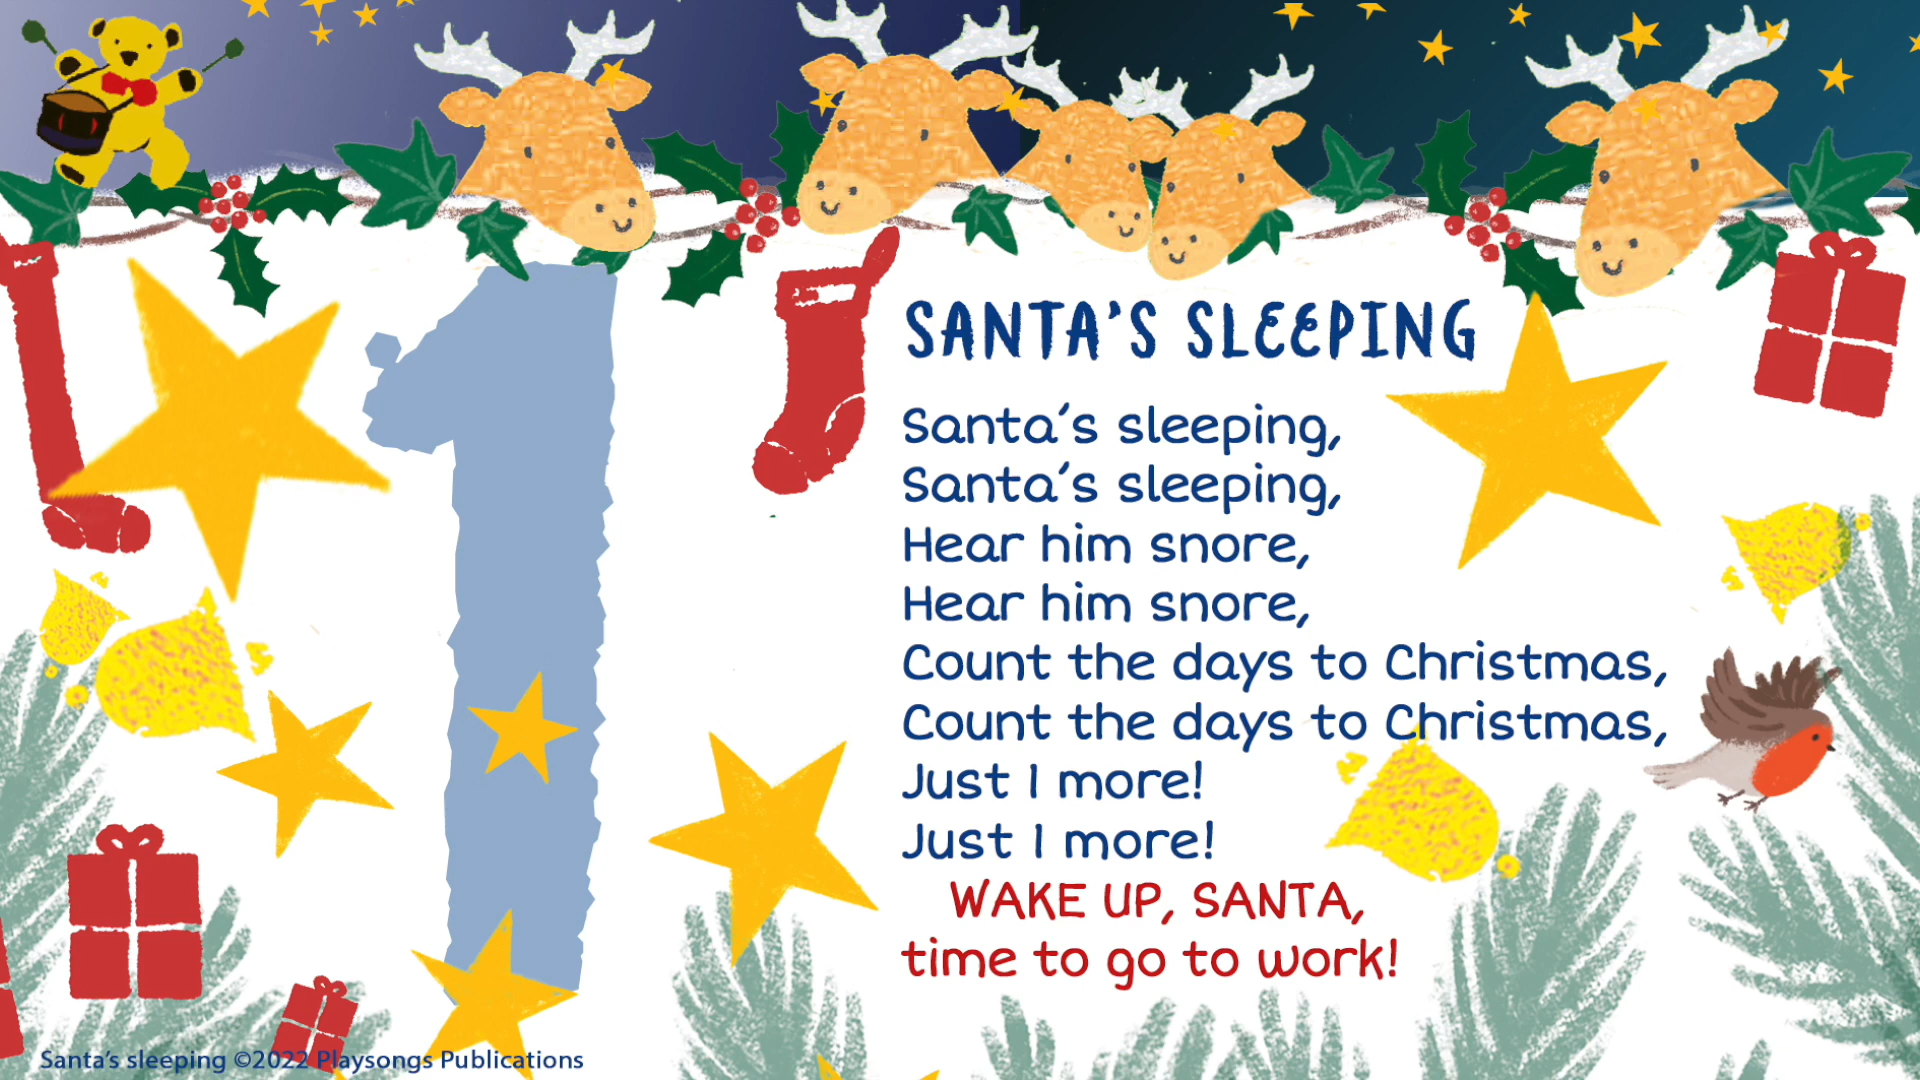 1
SANTA'S SLEEPING
Santa's sleeping,
Santa's sleeping,
Hear him snore,
Hear him snore,
Count the days to Christmas,
Count the days to Christmas,
Just 1 more!
Just 1 more!
WAKE UP, SANTA,
time to go to work!
Santa's sleeping ©2022 Playsongs Publications